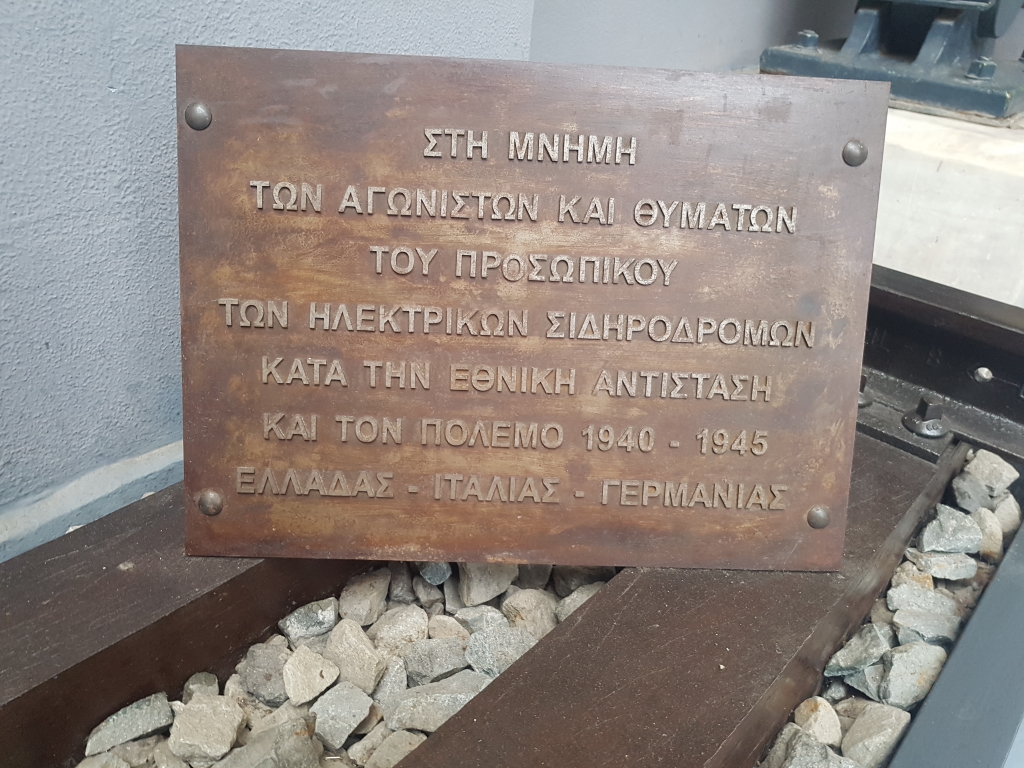 ΣΤΗ ΜΝΗΜΗ
ΤΩΝ ΑΓΩΝΙΣΤΩΝ ΚΑΙ ΘΥΜΑΤΩΝ
ΤΟΥ ΠΡΟΣΩΠΙΚΟΥ
ΤΩΝ ΗΛΕΚΤΡΙΚΩΝ ΣΙΔΗΡΟΔΡΟΜΩΝ
ΚΑΤΑ ΤΗΝ ΕΘΝΙΚΗ ΑΝΤΙΣΤΑΣΗ
ΚΑΙ ΤΟΝ ΠΟΛΕΜΟ 1940 - 1945
ΕΛΛΑΔΑΣ - ΙΤΑΛΙΑΣ - ΓΕΡΜΑΝΙΑΣ